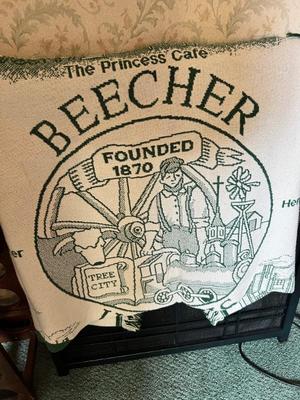 The Princess Cafe
BEECHER
FOUNDED
1870
TREE
CITY